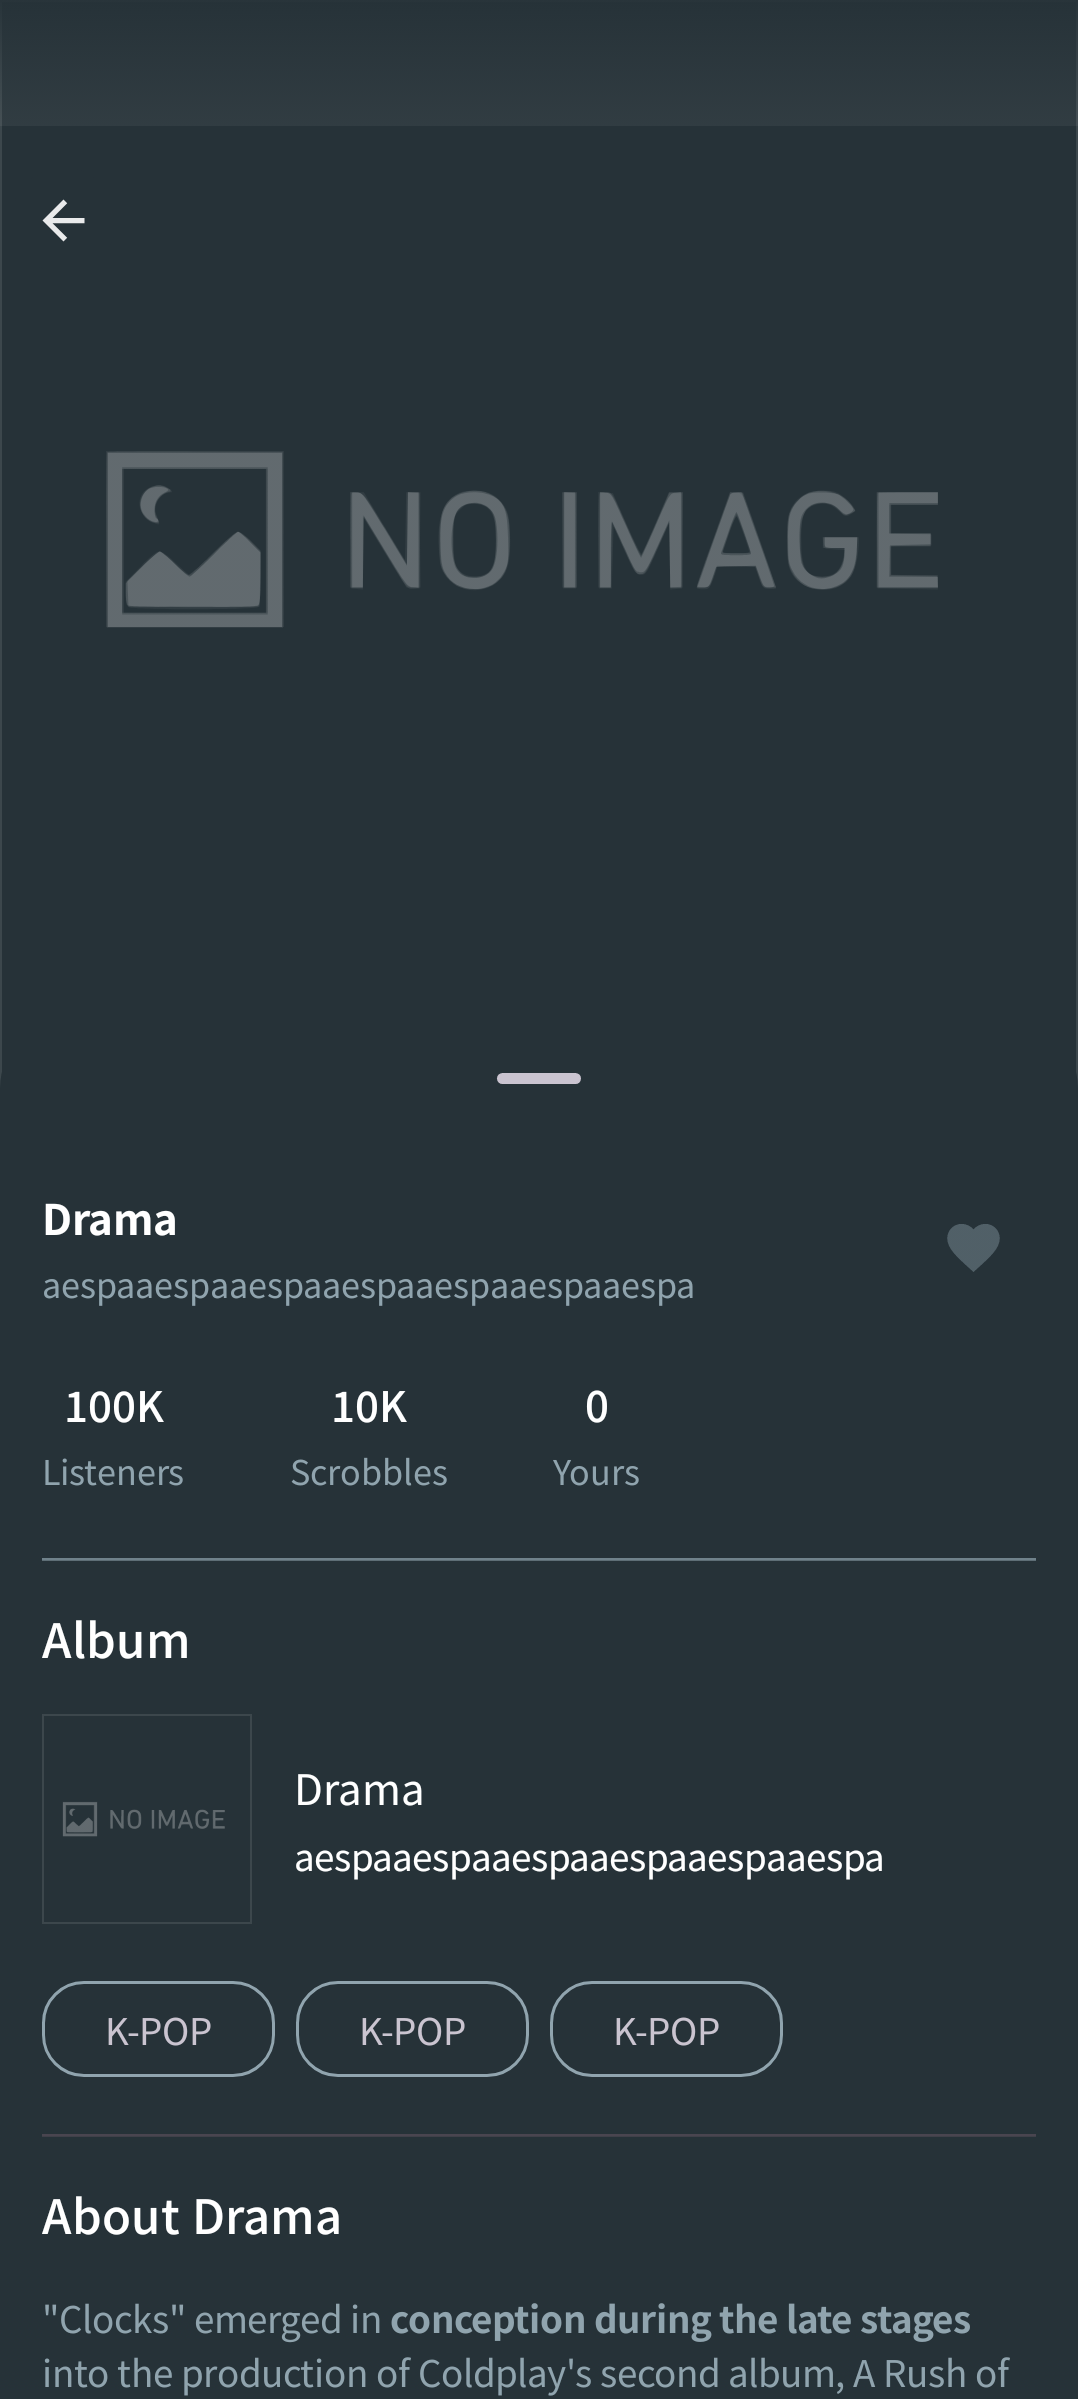 NO IMAGE
Drama
aespaaespaaespaaespaaespaaespaaespa
100K 10K 0
Listeners Scrobbles Yours
Album
NO IMAGE
Drama
aespaaespaaespaaespaaespaaespa
K-POP K-POP K-POP
About Drama
"Clocks" emerged in conception during the late stages
into the production of Coldplay's second album, A Rush of